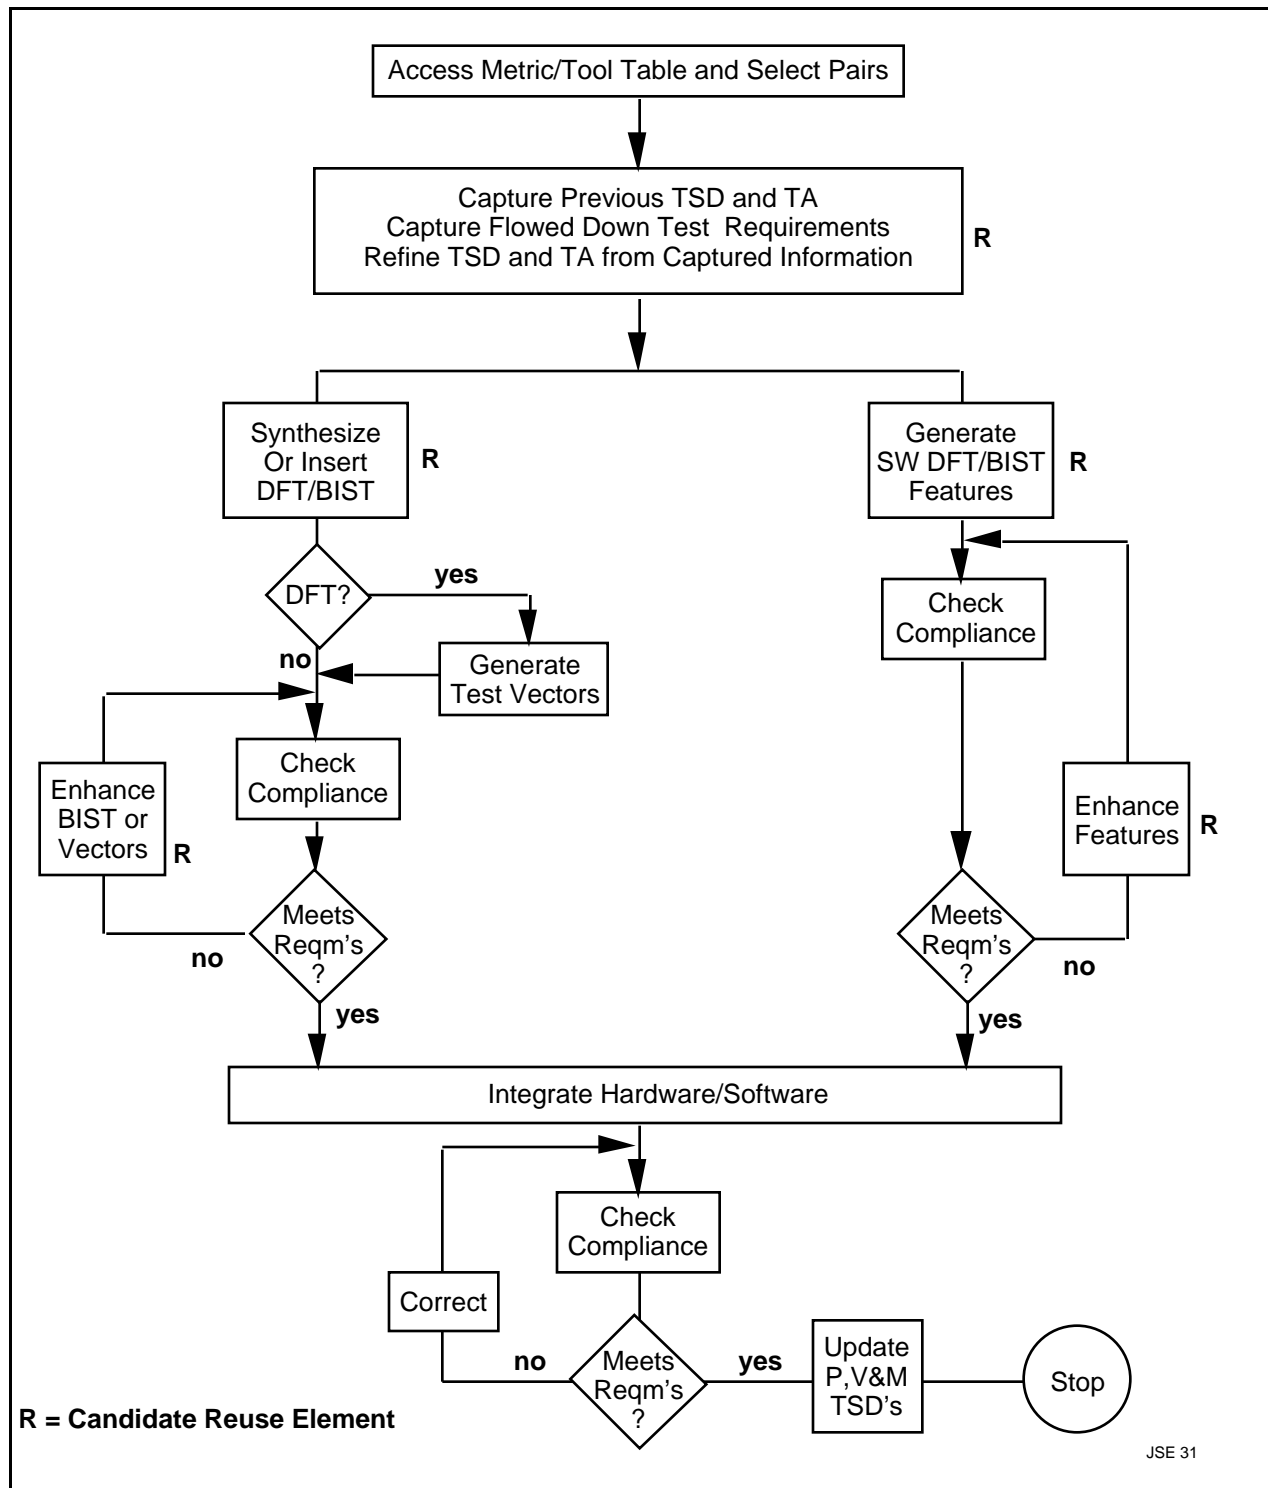 Access Metric/Tool Table and Select Pairs
Capture Previous TSD and TA
Capture Flowed Down Test Requirements
Refine TSD and TA from Captured Information
R
Synthesize
Or Insert
DFT/BIST
R
Generate
SW DFT/BIST
Features
R
DFT?
yes
no
Generate
Test Vectors
Check
Compliance
Check
Compliance
Enhance
BIST or
Vectors
R
Enhance
Features
R
Meets
Reqm's
?
no
yes
Meets
Reqm's
?
no
yes
Integrate Hardware/Software
Check
Compliance
Correct
no
Meets
Reqm's
?
yes
Update
P,V&M
TSD's
Stop
R = Candidate Reuse Element
JSE 31